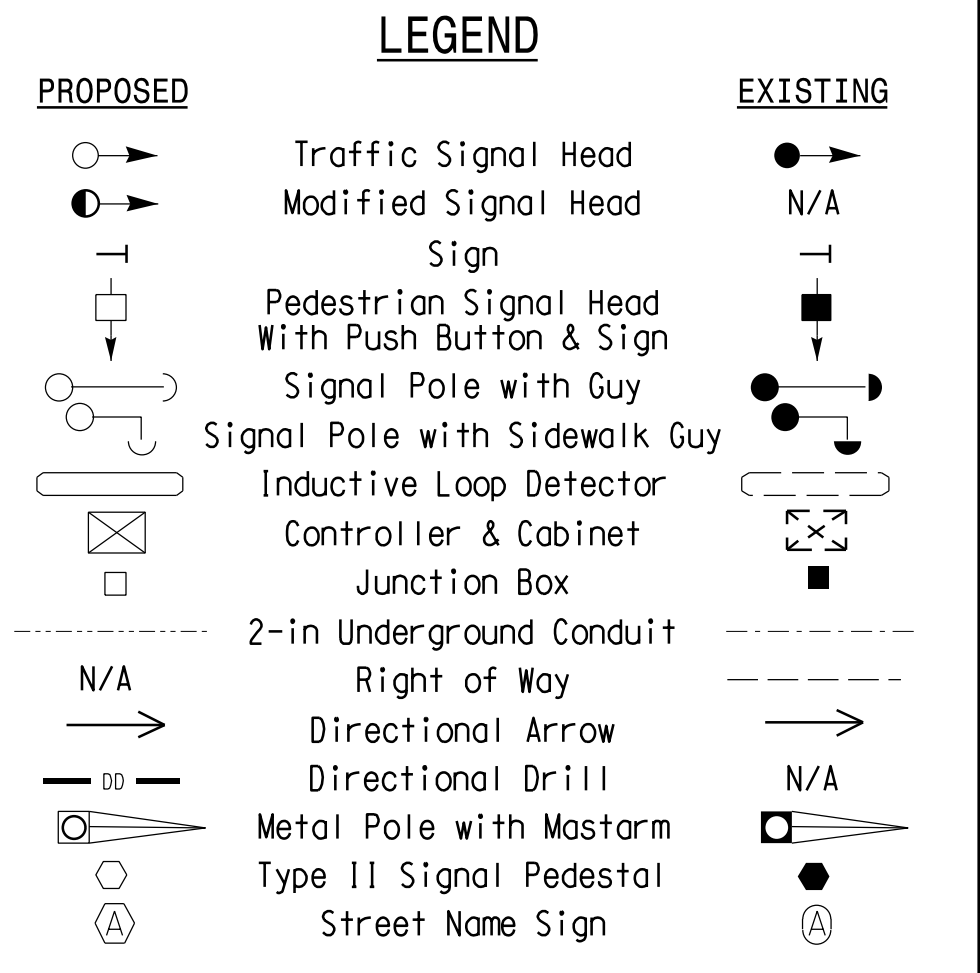 LEGEND
PROPOSED EXISTING
Traffic Signal Head
Modified Signal Head N/A
Sign
Pedestrian Signal Head
With Push Button & Sign
Signal Pole with Guy
Signal Pole with Sidewalk Guy
Inductive Loop Detector
Controller & Cabinet
Junction Box
2-in Underground Conduit
N/A Right of Way
Directional Arrow
DD Directional Drill N/A
Metal Pole with Mastarm
Type II Signal Pedestal
A Street Name Sign A